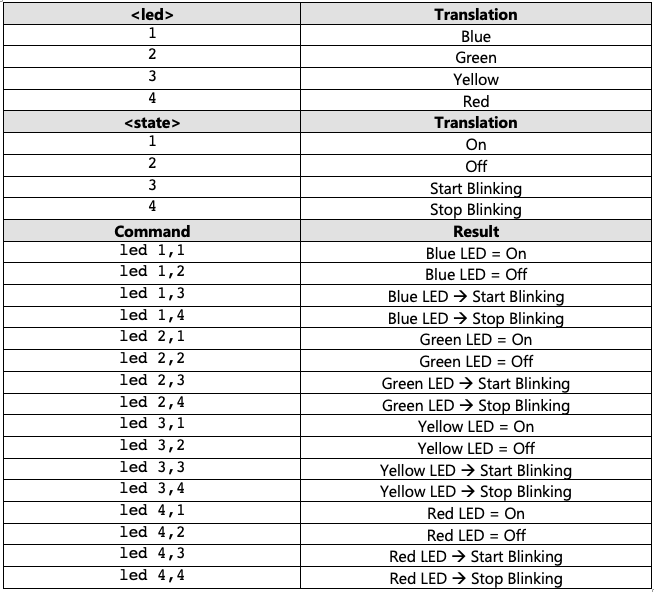 <led> Translation
1 Blue
2 Green
3 Yellow
4 Red
<state> Translation
1 On
2 Off
3 Start Blinking
4 Stop Blinking
Command Result
led 1,1 Blue LED = On
led 1,2 Blue LED = Off
led 1,3 Blue LED → Start Blinking
led 1,4 Blue LED → Stop Blinking
led 2,1 Green LED = On
led 2,2 Green LED = Off
led 2,3 Green LED → Start Blinking
led 2,4 Green LED → Stop Blinking
led 3,1 Yellow LED = On
led 3,2 Yellow LED = Off
led 3,3 Yellow LED → Start Blinking
led 3,4 Yellow LED → Stop Blinking
led 4,1 Red LED = On
led 4,2 Red LED = Off
led 4,3 Red LED → Start Blinking
led 4,4 Red LED → Stop Blinking